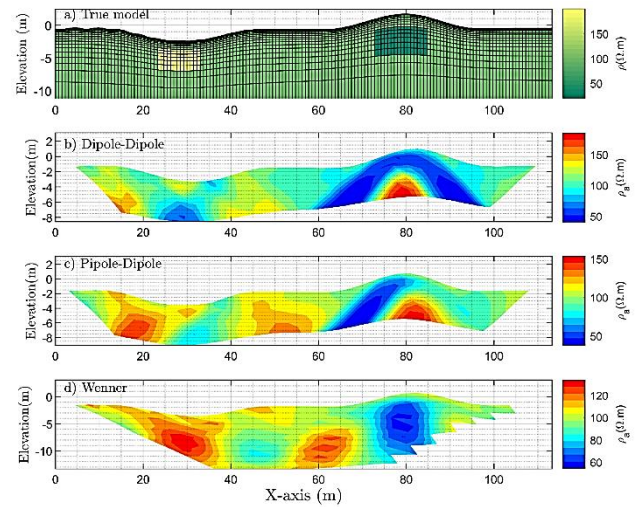 a) True model
Elevation (m)
0
-5
-10
0 20 40 60 80 100
150
100
50
ρ(Ω.m)
b) Dipole-Dipole
Elevation(m)
2
0
-2
-4
-6
-8
20 40 60 80 100
150
100
50
ρa(Ω.m)
c) Pipole-Dipole
Elevation(m)
2
0
-2
-4
-6
-8
20 40 60 80 100
150
100
50
ρa(Ω.m)
d) Wenner
Elevation(m)
0
-5
-10
0 20 40 60 80 100
120
100
80
60
ρa(Ω.m)
X-axis (m)